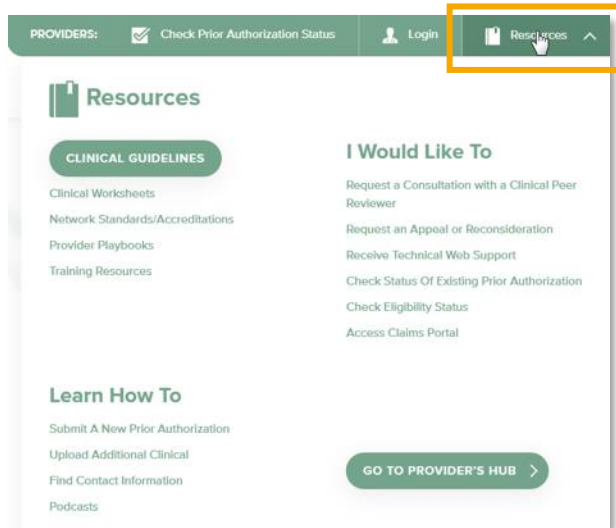 PROVIDERS: Check Prior Authorization Status Login Resources
Resources
CLINICAL GUIDELINES
Clinical Worksheets
Network Standards/Accreditations
Provider Playbooks
Training Resources
I Would Like To
Request a Consultation with a Clinical Peer
Reviewer
Request an Appeal or Reconsideration
Receive Technical Web Support
Check Status Of Existing Prior Authorization
Check Eligibility Status
Access Claims Portal
Learn How To
Submit A New Prior Authorization
Upload Additional Clinical
Find Contact Information
Podcasts
GO TO PROVIDER'S HUB